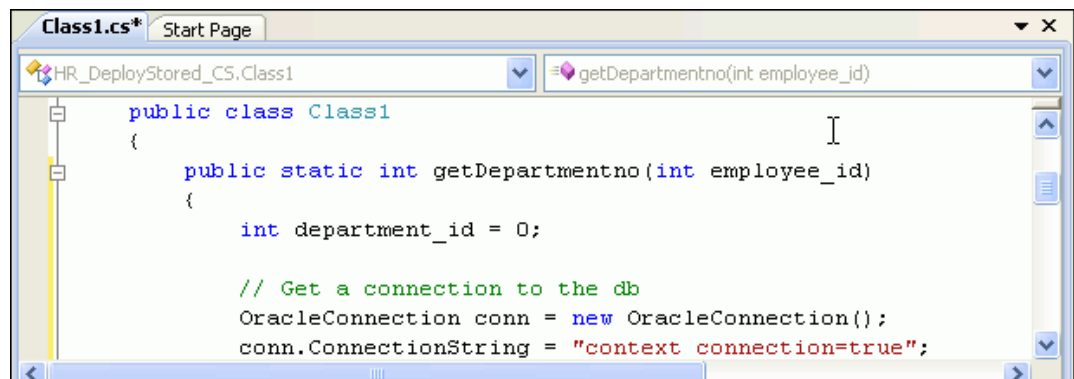 Class1.cs* Start Page
HR_DeployStored_CS.Class1 getDepartmentno(int employee_id)
public class Class1
{
public static int getDepartmentno(int employee_id)
{
int department_id = 0;
// Get a connection to the db
OracleConnection conn = new OracleConnection();
conn.ConnectionString = "context connection=true";